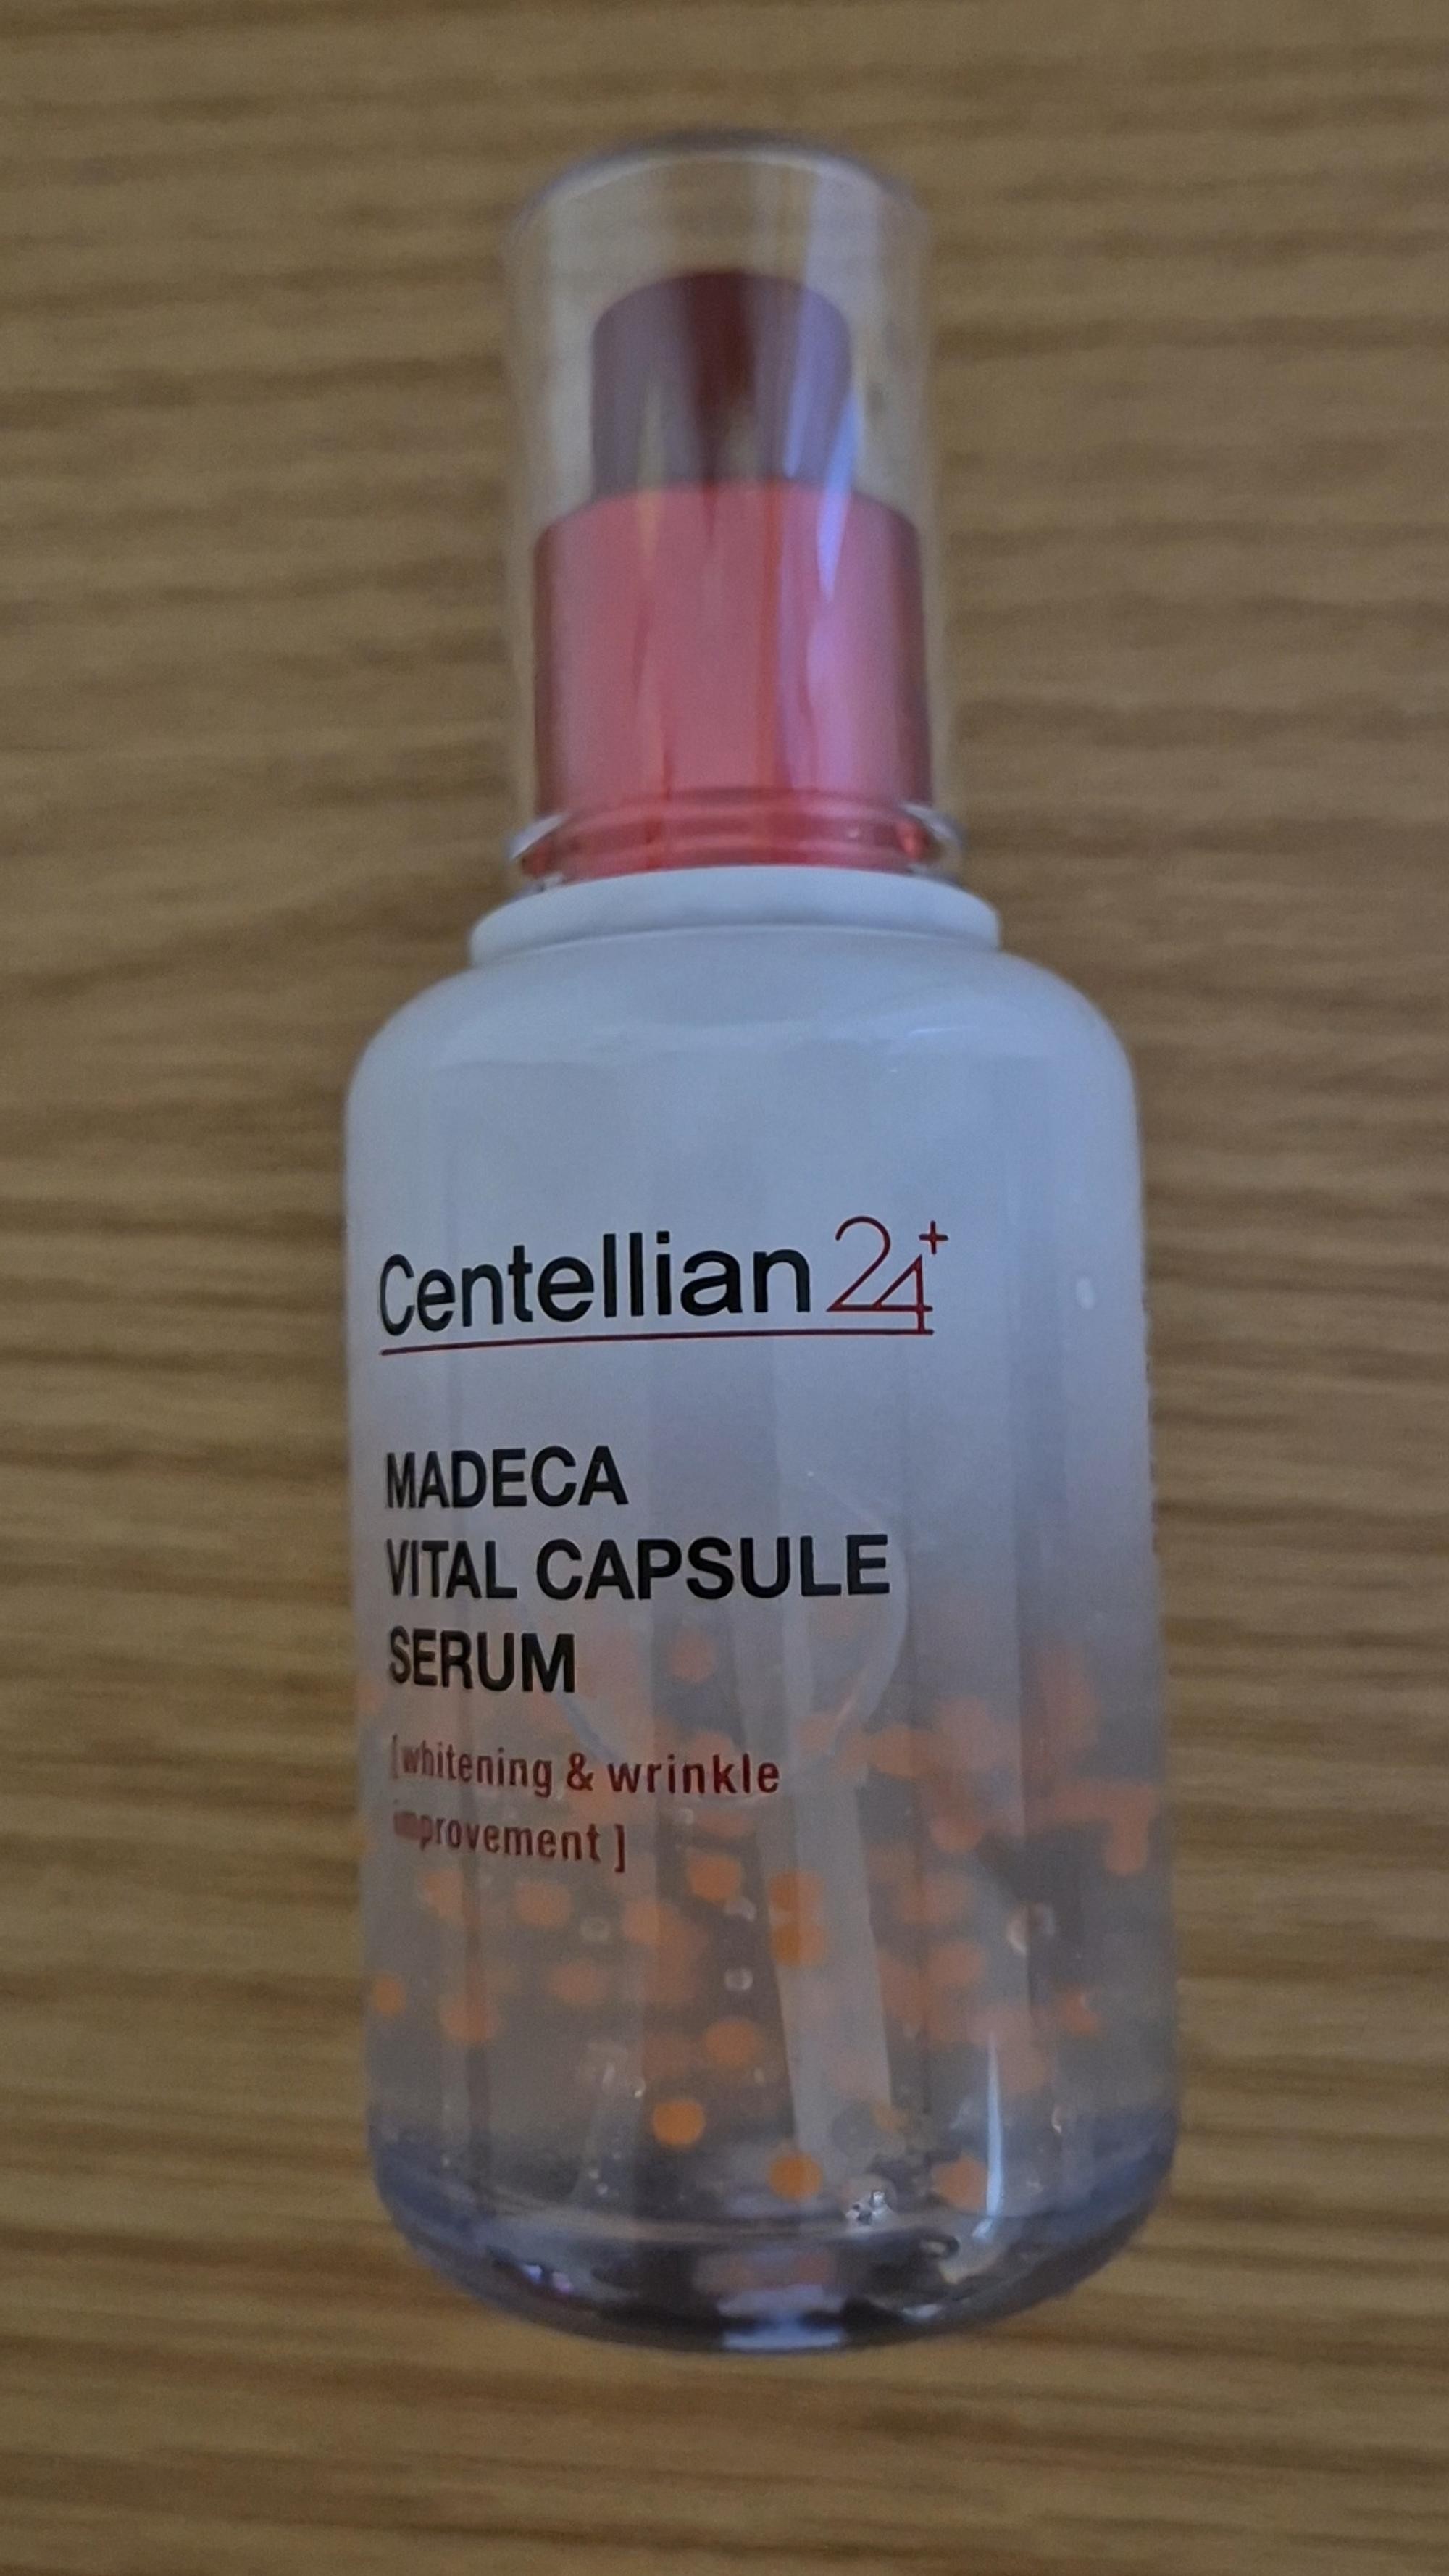 Centellian24+
MADECA
VITAL CAPSULE
SERUM
[whitening & wrinkle
improvement ]